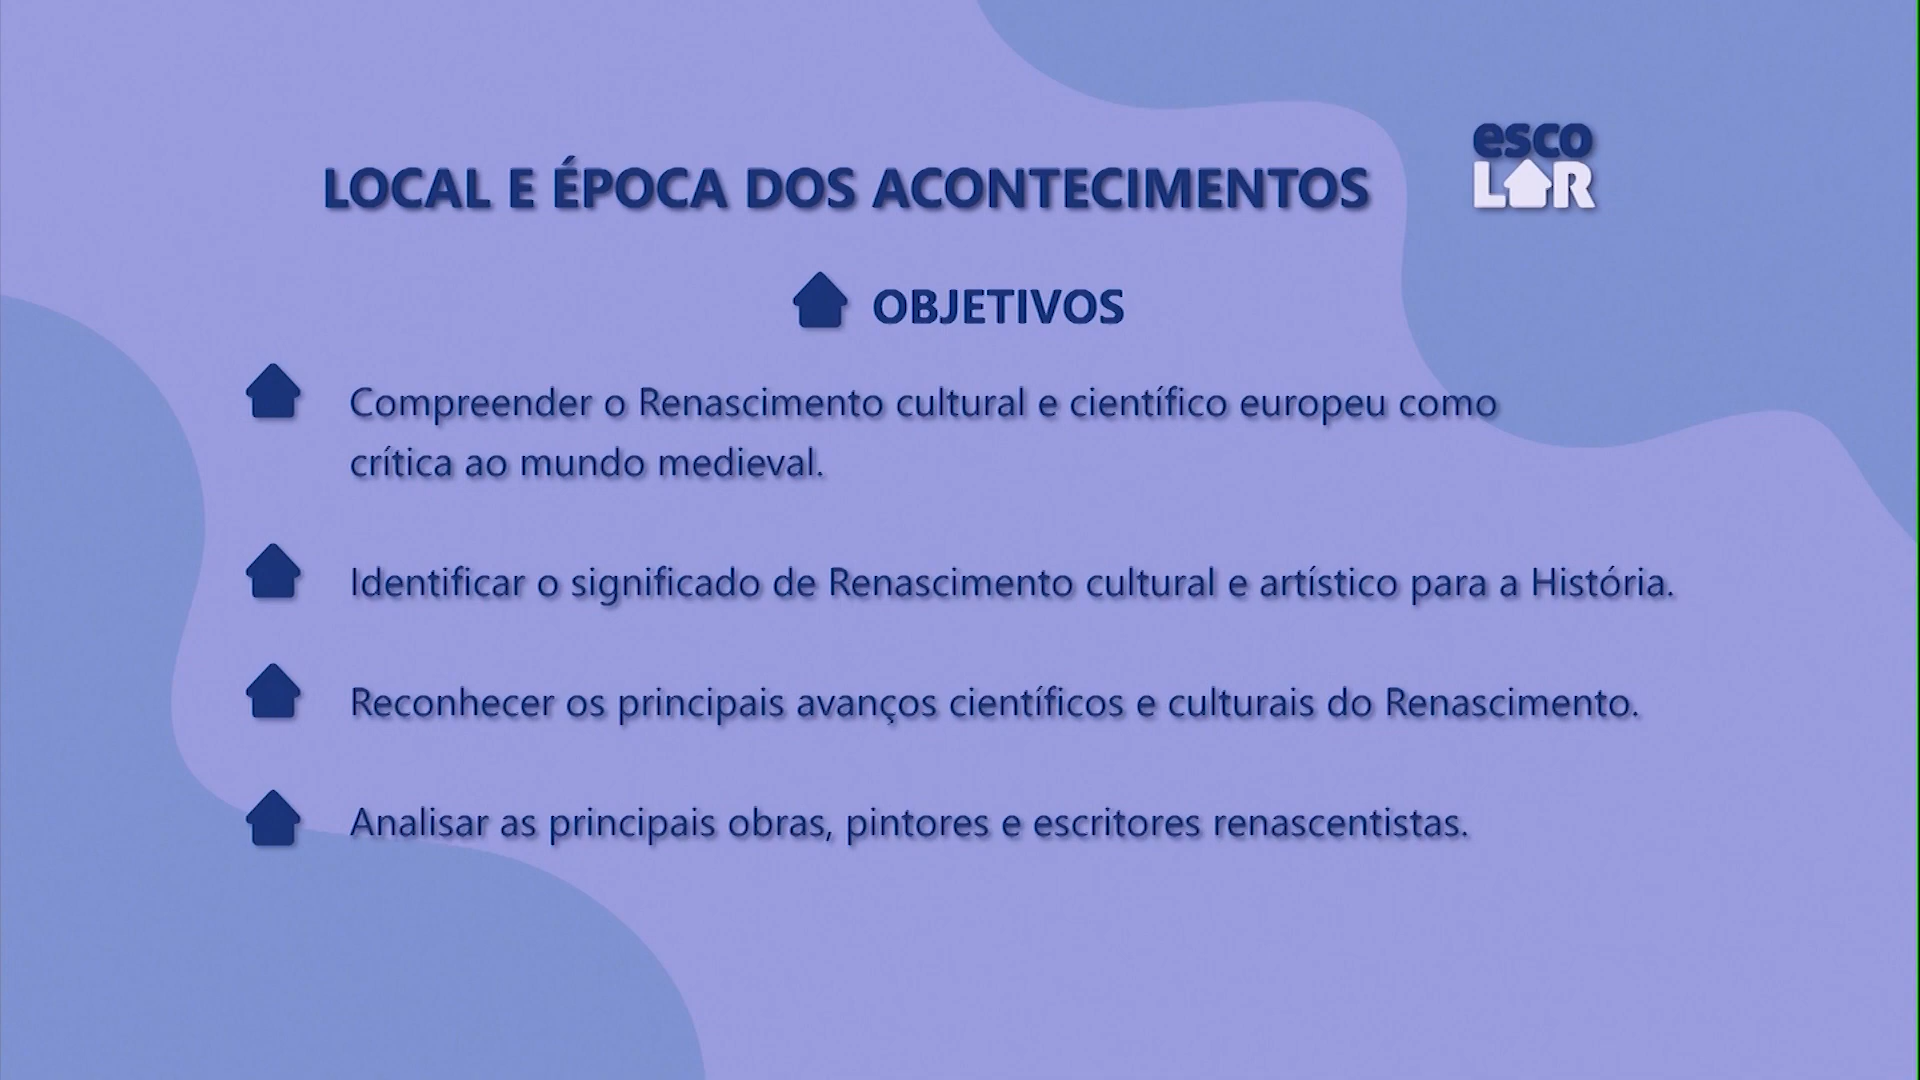 LOCAL E ÉPOCA DOS ACONTECIMENTOS
esco
LAR
OBJETIVOS
Compreender o Renascimento cultural e científico europeu como
crítica ao mundo medieval.
Identificar o significado de Renascimento cultural e artístico para a História.
Reconhecer os principais avanços científicos e culturais do Renascimento.
Analisar as principais obras, pintores e escritores renascentistas.